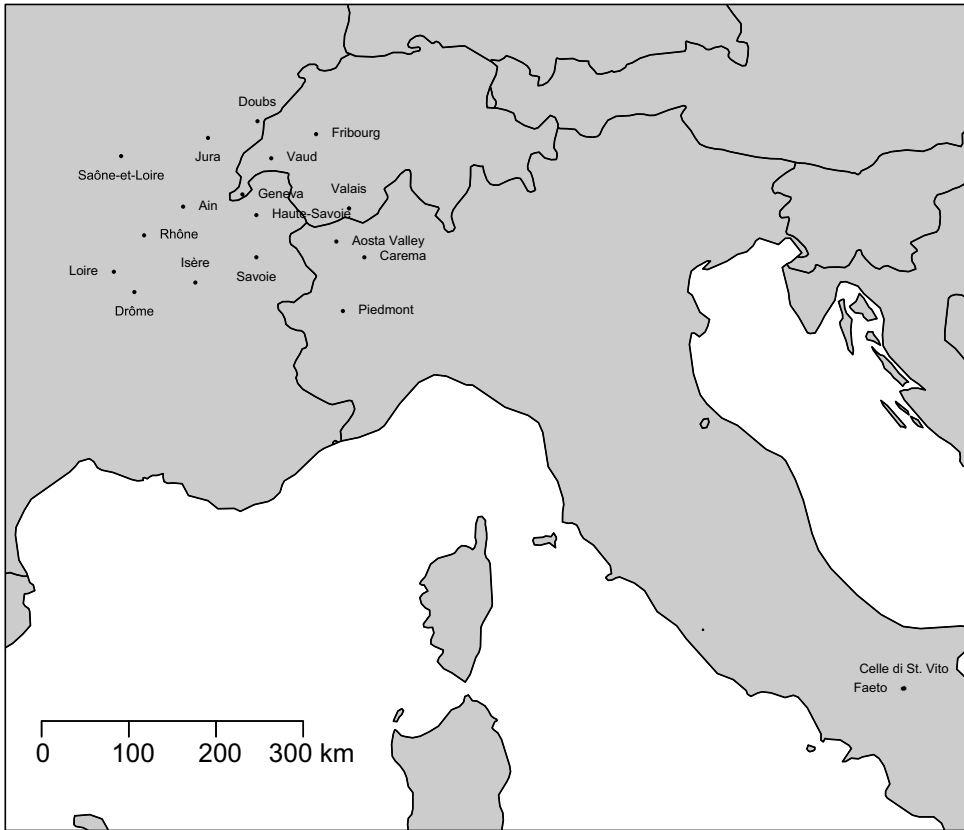 Doubs
Fribourg
Jura
Vaud
Saône-et-Loire
Valais
Geneva
Ain
Haute-Savoie
Rhône
Aosta Valley
Carema
Isère
Loire
Savoie
Drôme
Piedmont
Celle di St. Vito
Faeto
0 100 200 300 km